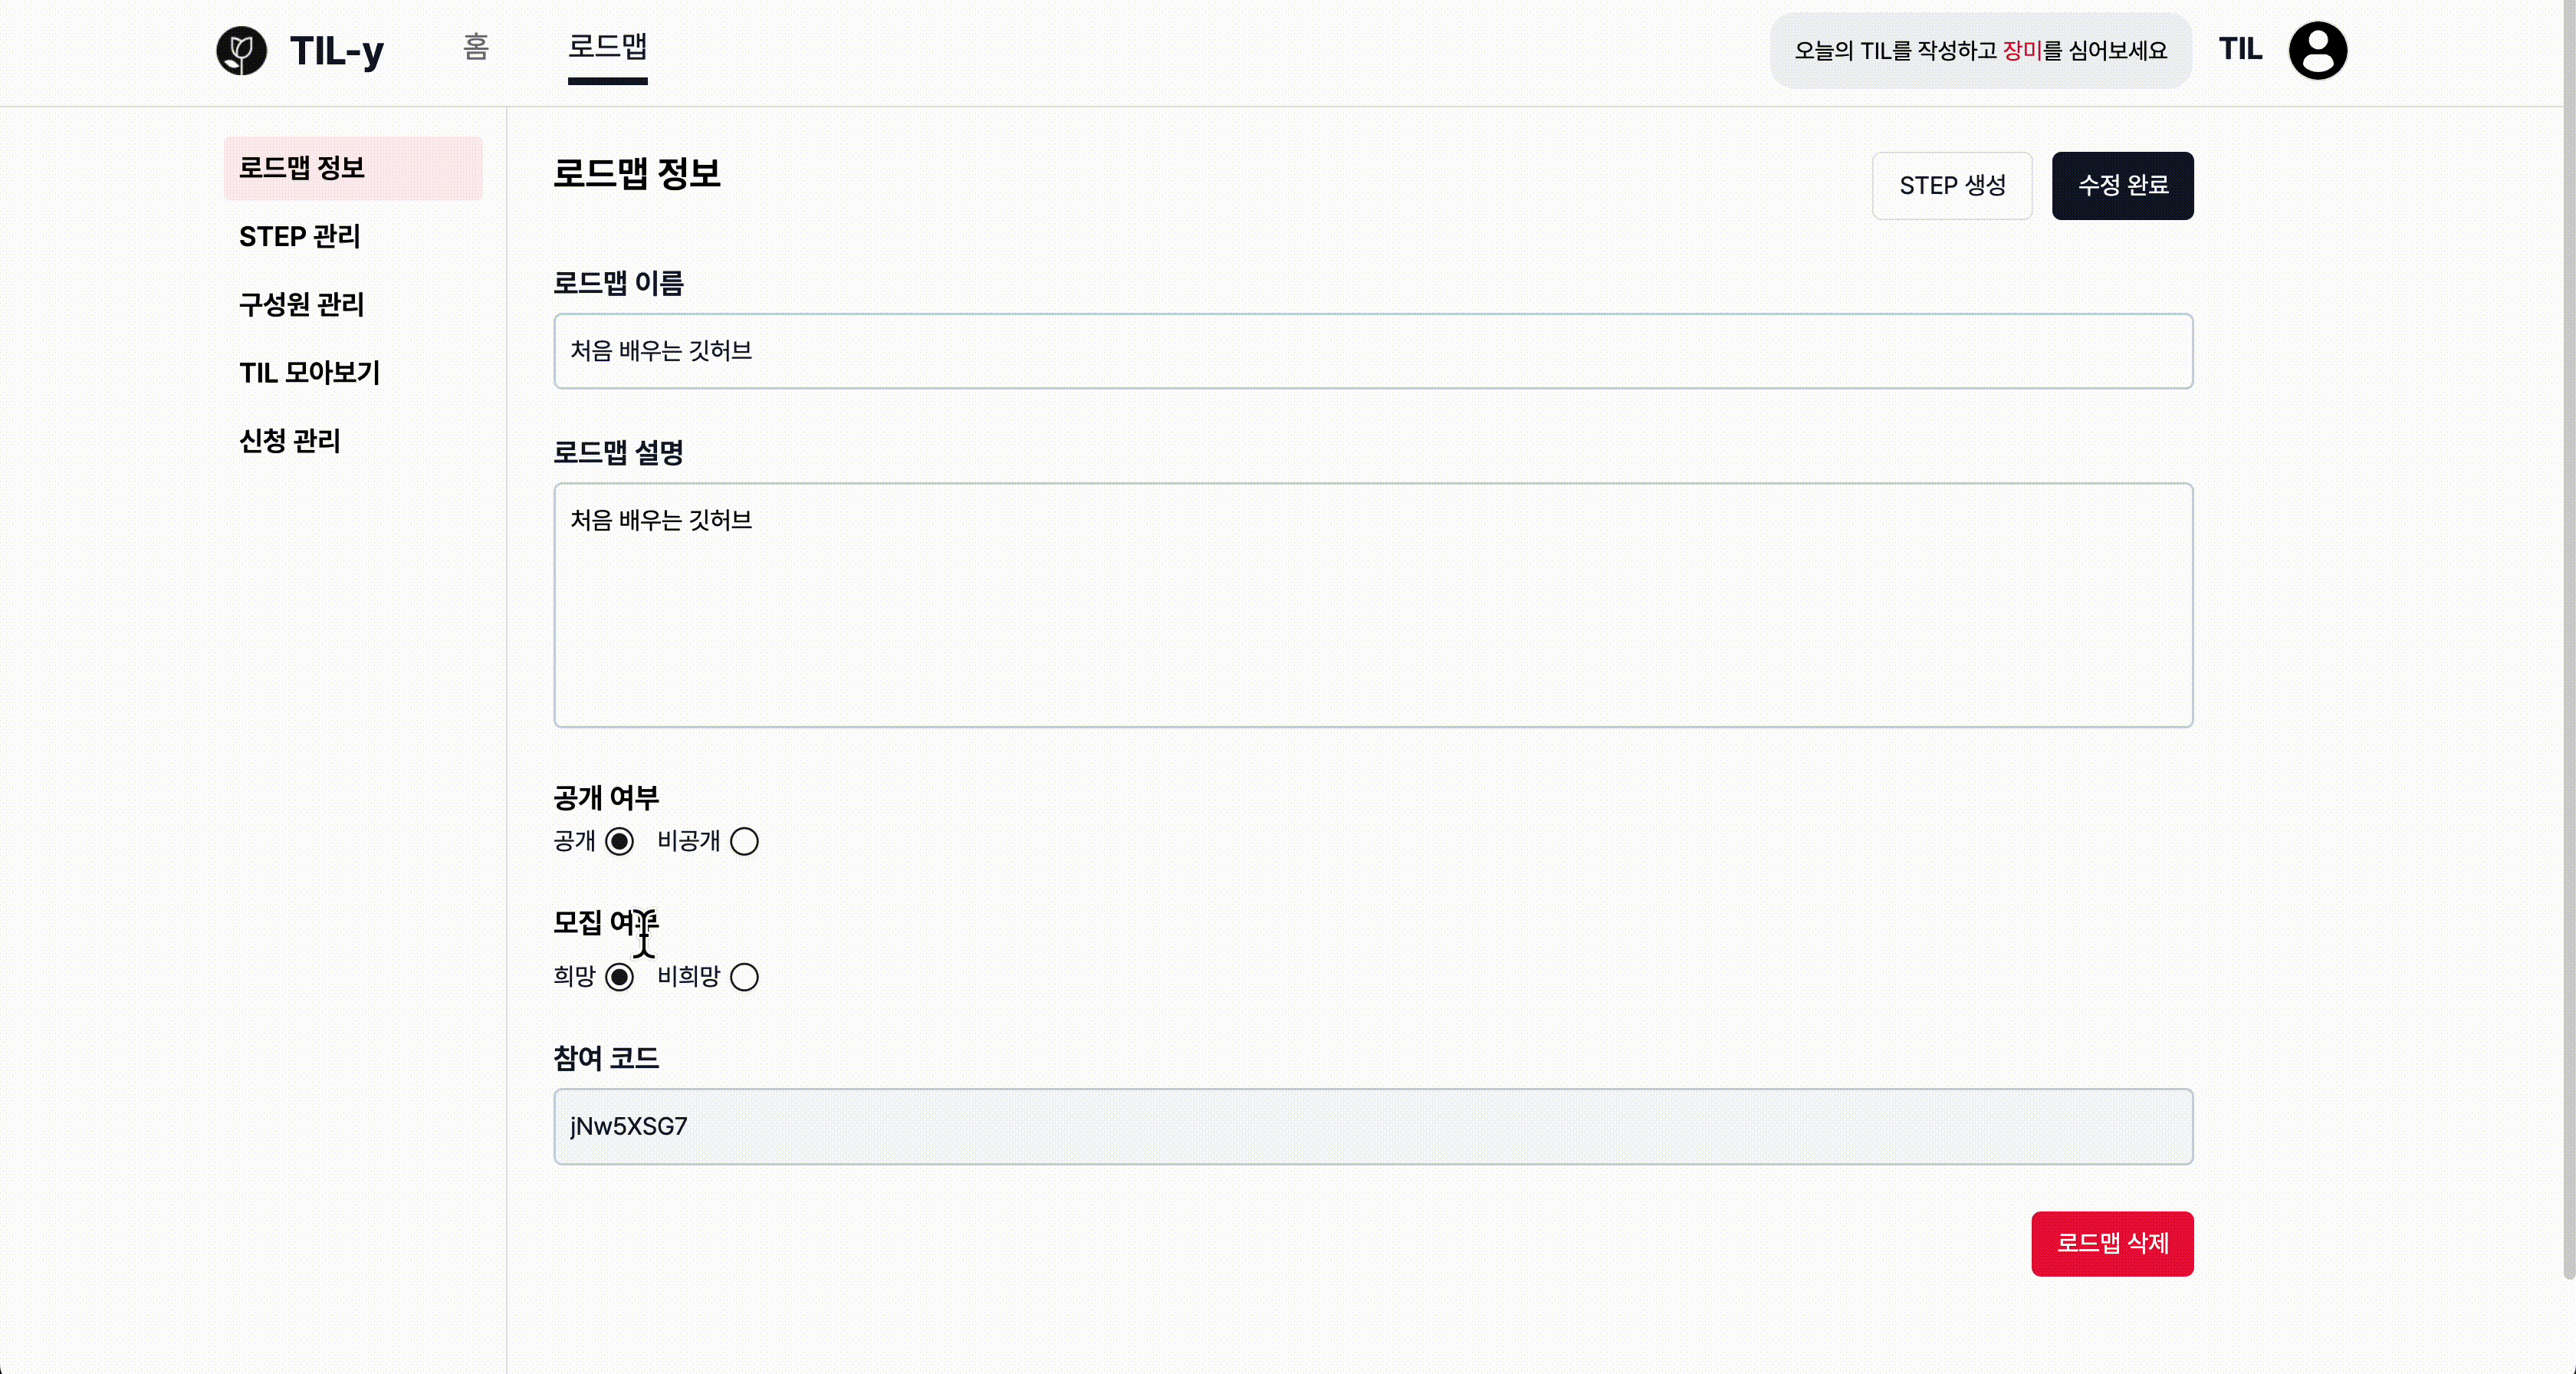 TIL-y
홈
로드맵
오늘의 TIL를 작성하고 장미를 심어보세요
TIL
로드맵 정보
STEP 관리
구성원 관리
TIL 모아보기
신청 관리
로드맵 정보
STEP 생성
수정 완료
로드맵 이름
처음 배우는 깃허브
로드맵 설명
처음 배우는 깃허브
공개 여부
공개 비공개
모집 여부
희망 비희망
참여 코드
jNw5XSG7
로드맵 삭제